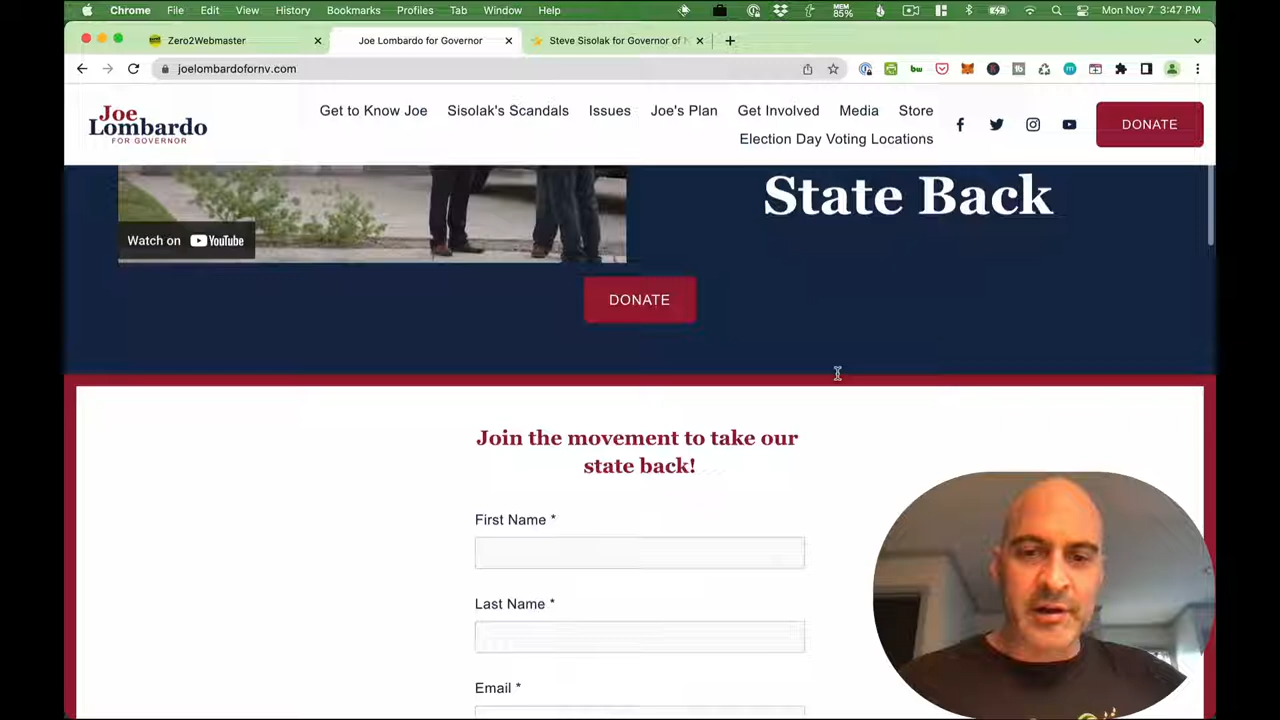 Chrome File Edit View History Bookmarks Profiles Tab Window Help MEM 85% Mon Nov 7 3:47 PM
Zero2Webmaster Joe Lombardo for Governor Steve Sisolak for Governor of
joelombardofornv.com
Joe Lombardo FOR GOVERNOR
Get to Know Joe Sisolak's Scandals Issues Joe's Plan Get Involved Media Store
Election Day Voting Locations
DONATE
State Back
Watch on YouTube
DONATE
Join the movement to take our
state back!
First Name *
Last Name *
Email *